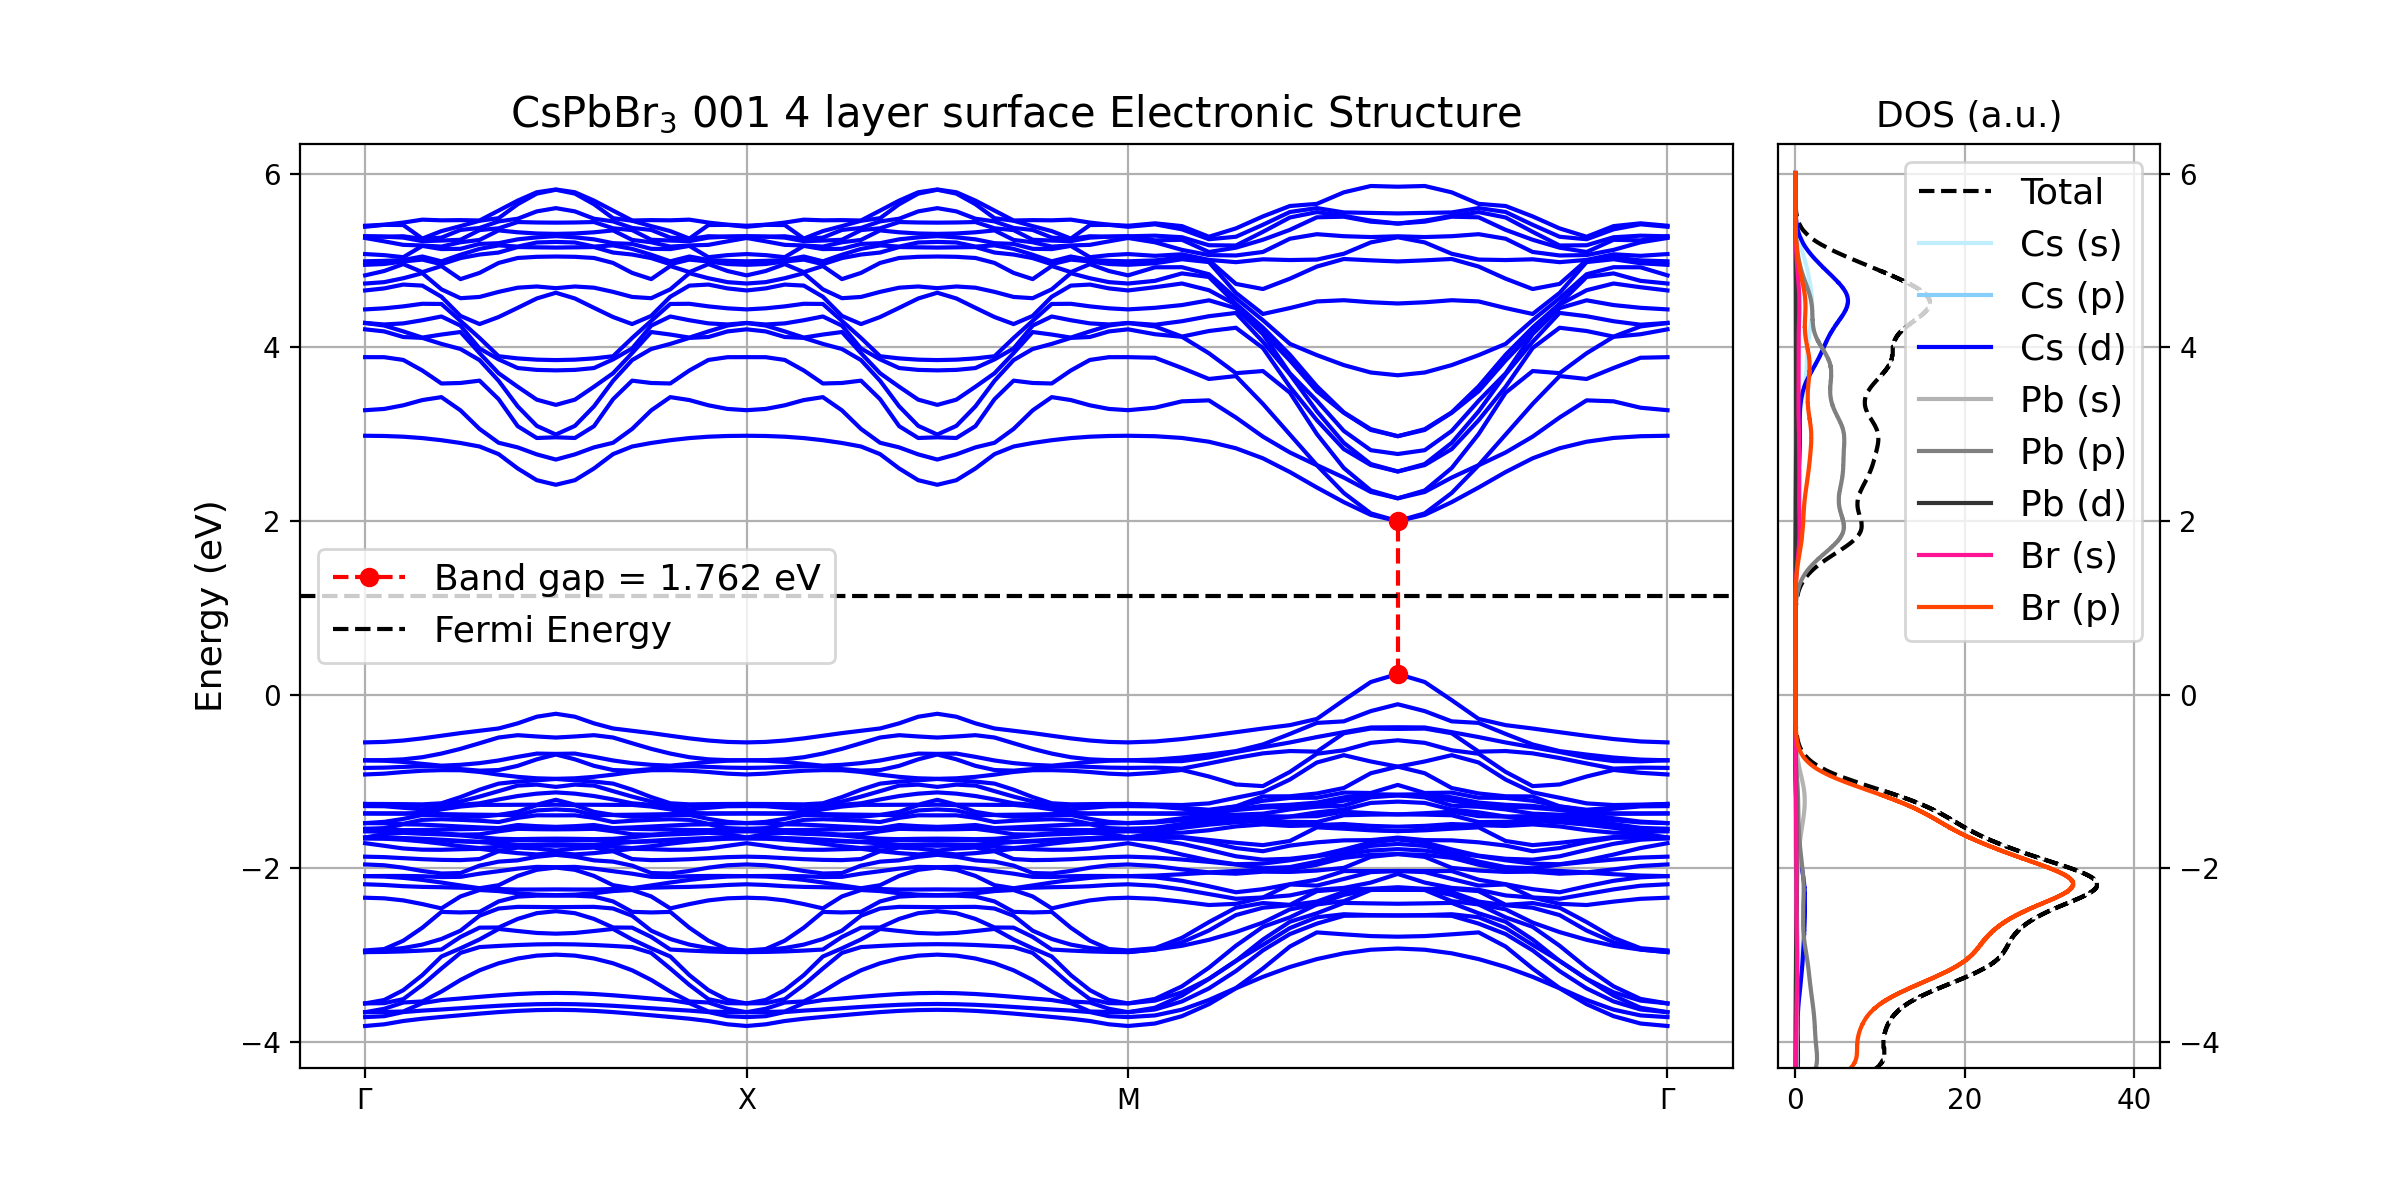 CsPbBr₃ 001 4 layer surface Electronic Structure
DOS (a.u.)
Energy (eV)
6
4
2
0
−2
−4
Γ
X
M
Γ
Band gap = 1.762 eV
Fermi Energy
Total
Cs (s)
Cs (p)
Cs (d)
Pb (s)
Pb (p)
Pb (d)
Br (s)
Br (p)
6
4
2
0
−2
−4
0
20
40